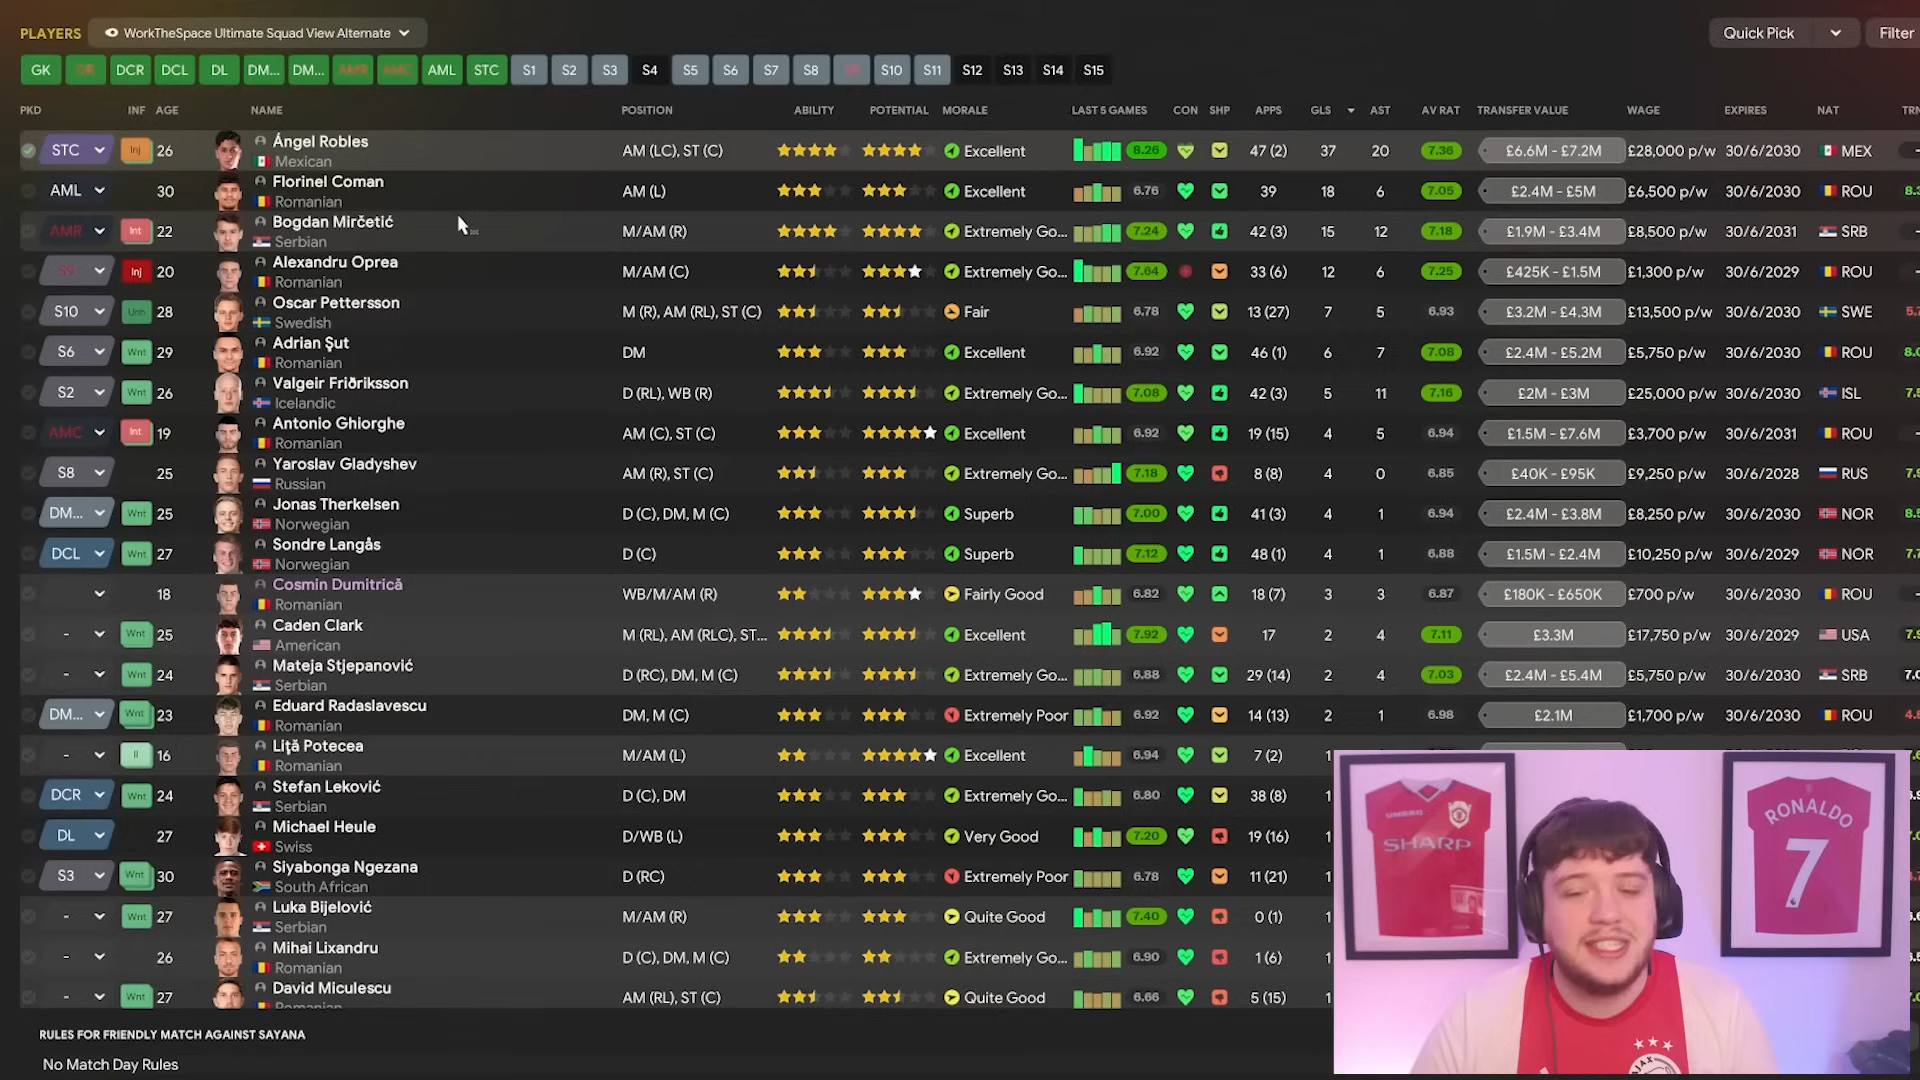 PLAYERS WorkTheSpace Ultimate Squad View Alternate Quick Pick Filter
GK DR DCR DCL DL DM... DM... AMR AMC AML STC S1 S2 S3 S4 S5 S6 S7 S8 S9 S10 S11 S12 S13 S14 S15
PKD INF AGE NAME POSITION ABILITY POTENTIAL MORALE LAST 5 GAMES CON SHP APPS GLS AST AV RAT TRANSFER VALUE WAGE EXPIRES NAT TRN
STC Inj 26 Ángel Robles AM (LC), ST (C) Excellent 8.26 47 (2) 37 20 7.36 £6.6M - £7.2M £28,000 p/w 30/6/2030 MEX -
Mexican
AML 30 Florinel Coman AM (L) Excellent 6.76 39 18 6 7.05 £2.4M - £5M £6,500 p/w 30/6/2030 ROU 8.
Romanian
AMR Int 22 Bogdan Mirčetić M/AM (R) Extremely Go... 7.24 42 (3) 15 12 7.18 £1.9M - £3.4M £8,500 p/w 30/6/2031 SRB -
Serbian
S9 Inj 20 Alexandru Oprea M/AM (C) Extremely Go... 7.64 33 (6) 12 6 7.25 £425K - £1.5M £1,300 p/w 30/6/2029 ROU -
Romanian
S10 Unh 28 Oscar Pettersson M (R), AM (RL), ST (C) Fair 6.78 13 (27) 7 5 6.93 £3.2M - £4.3M £13,500 p/w 30/6/2030 SWE 5.
Swedish
S6 Wnt 29 Adrian Şut DM Excellent 6.92 46 (1) 6 7 7.08 £2.4M - £5.2M £5,750 p/w 30/6/2030 ROU 8.
Romanian
S2 Wnt 26 Valgeir Friðriksson D (RL), WB (R) Extremely Go... 7.08 42 (3) 5 11 7.16 £2M - £3M £25,000 p/w 30/6/2030 ISL 7.
Icelandic
AMC Int 19 Antonio Ghiorghe AM (C), ST (C) Excellent 6.92 19 (15) 4 5 6.94 £1.5M - £7.6M £3,700 p/w 30/6/2031 ROU -
Romanian
S8 25 Yaroslav Gladyshev AM (R), ST (C) Extremely Go... 7.18 8 (8) 4 0 6.85 £40K - £95K £9,250 p/w 30/6/2028 RUS 7.
Russian
DM... Wnt 25 Jonas Therkelsen D (C), DM, M (C) Superb 7.00 41 (3) 4 1 6.94 £2.4M - £3.8M £8,250 p/w 30/6/2030 NOR 8.
Norwegian
DCL Wnt 27 Sondre Langås D (C) Superb 7.12 48 (1) 4 1 6.88 £1.5M - £2.4M £10,250 p/w 30/6/2029 NOR 7.
Norwegian
18 Cosmin Dumitrică WB/M/AM (R) Fairly Good 6.82 18 (7) 3 3 6.87 £180K - £650K £700 p/w 30/6/2030 ROU -
Romanian
- Wnt 25 Caden Clark M (RL), AM (RLC), ST... Excellent 7.92 17 2 4 7.11 £3.3M £17,750 p/w 30/6/2029 USA 7.
American
- Wnt 24 Mateja Stjepanović D (RC), DM, M (C) Extremely Go... 6.88 29 (14) 2 4 7.03 £2.4M - £5.4M £5,750 p/w 30/6/2030 SRB 7.
Serbian
DM... Wnt 23 Eduard Radaslavescu DM, M (C) Extremely Poor 6.92 14 (13) 2 1 6.98 £2.1M £1,700 p/w 30/6/2030 ROU 4.
Romanian
- 16 Liţă Potecea M/AM (L) Excellent 6.94 7 (2) 1
Romanian
DCR Wnt 24 Stefan Leković D (C), DM Extremely Go... 6.80 38 (8) 1
Serbian
DL 27 Michael Heule D/WB (L) Very Good 7.20 19 (16) 1
Swiss
S3 Wnt 30 Siyabonga Ngezana D (RC) Extremely Poor 6.78 11 (21) 1
South African
- Wnt 27 Luka Bijelović M/AM (R) Quite Good 7.40 0 (1) 1
Serbian
- 26 Mihai Lixandru D (C), DM, M (C) Extremely Go... 6.90 1 (6) 1
Romanian
- Wnt 27 David Miculescu AM (RL), ST (C) Quite Good 6.66 5 (15) 1
Romanian
RULES FOR FRIENDLY MATCH AGAINST SAYANA
No Match Day Rules
UMBRO
SHARP
RONALDO
7